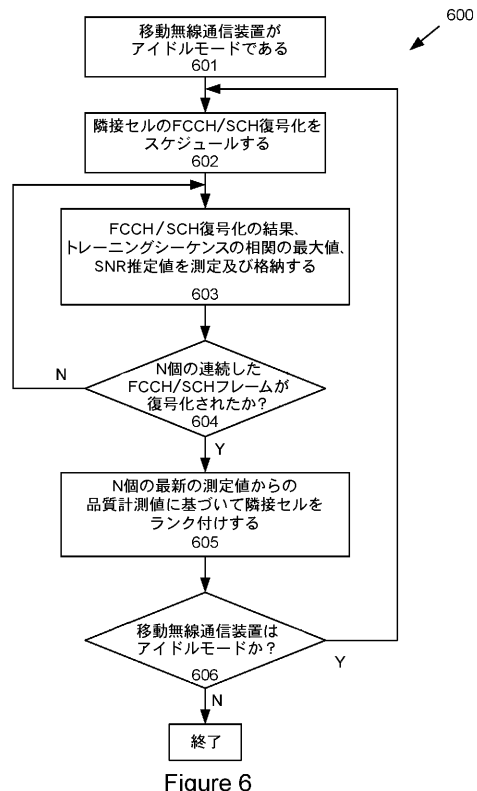 600
移動無線通信装置が
アイドルモードである
601
隣接セルのFCCH/SCH復号化を
スケジュールする
602
FCCH/SCH復号化の結果、
トレーニングシーケンスの相関の最大値、
SNR推定値を測定及び格納する
603
N個の連続した
FCCH/SCHフレームが
復号化されたか？
604
N
Y
N個の最新の測定値からの
品質計測値に基づいて隣接セルを
ランク付けする
605
移動無線通信装置は
アイドルモードか？
606
Y
N
終了
Figure 6